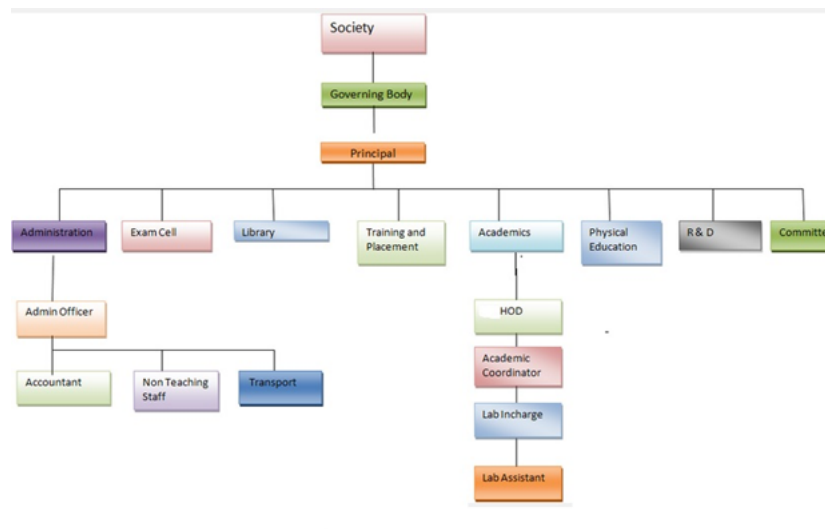 Society
Governing Body
Principal
Administration
Exam Cell
Library
Training and
Placement
Academics
Physical
Education
R & D
Committe
Admin Officer
HOD
Accountant
Non Teaching
Staff
Transport
Academic
Coordinator
Lab Incharge
Lab Assistant